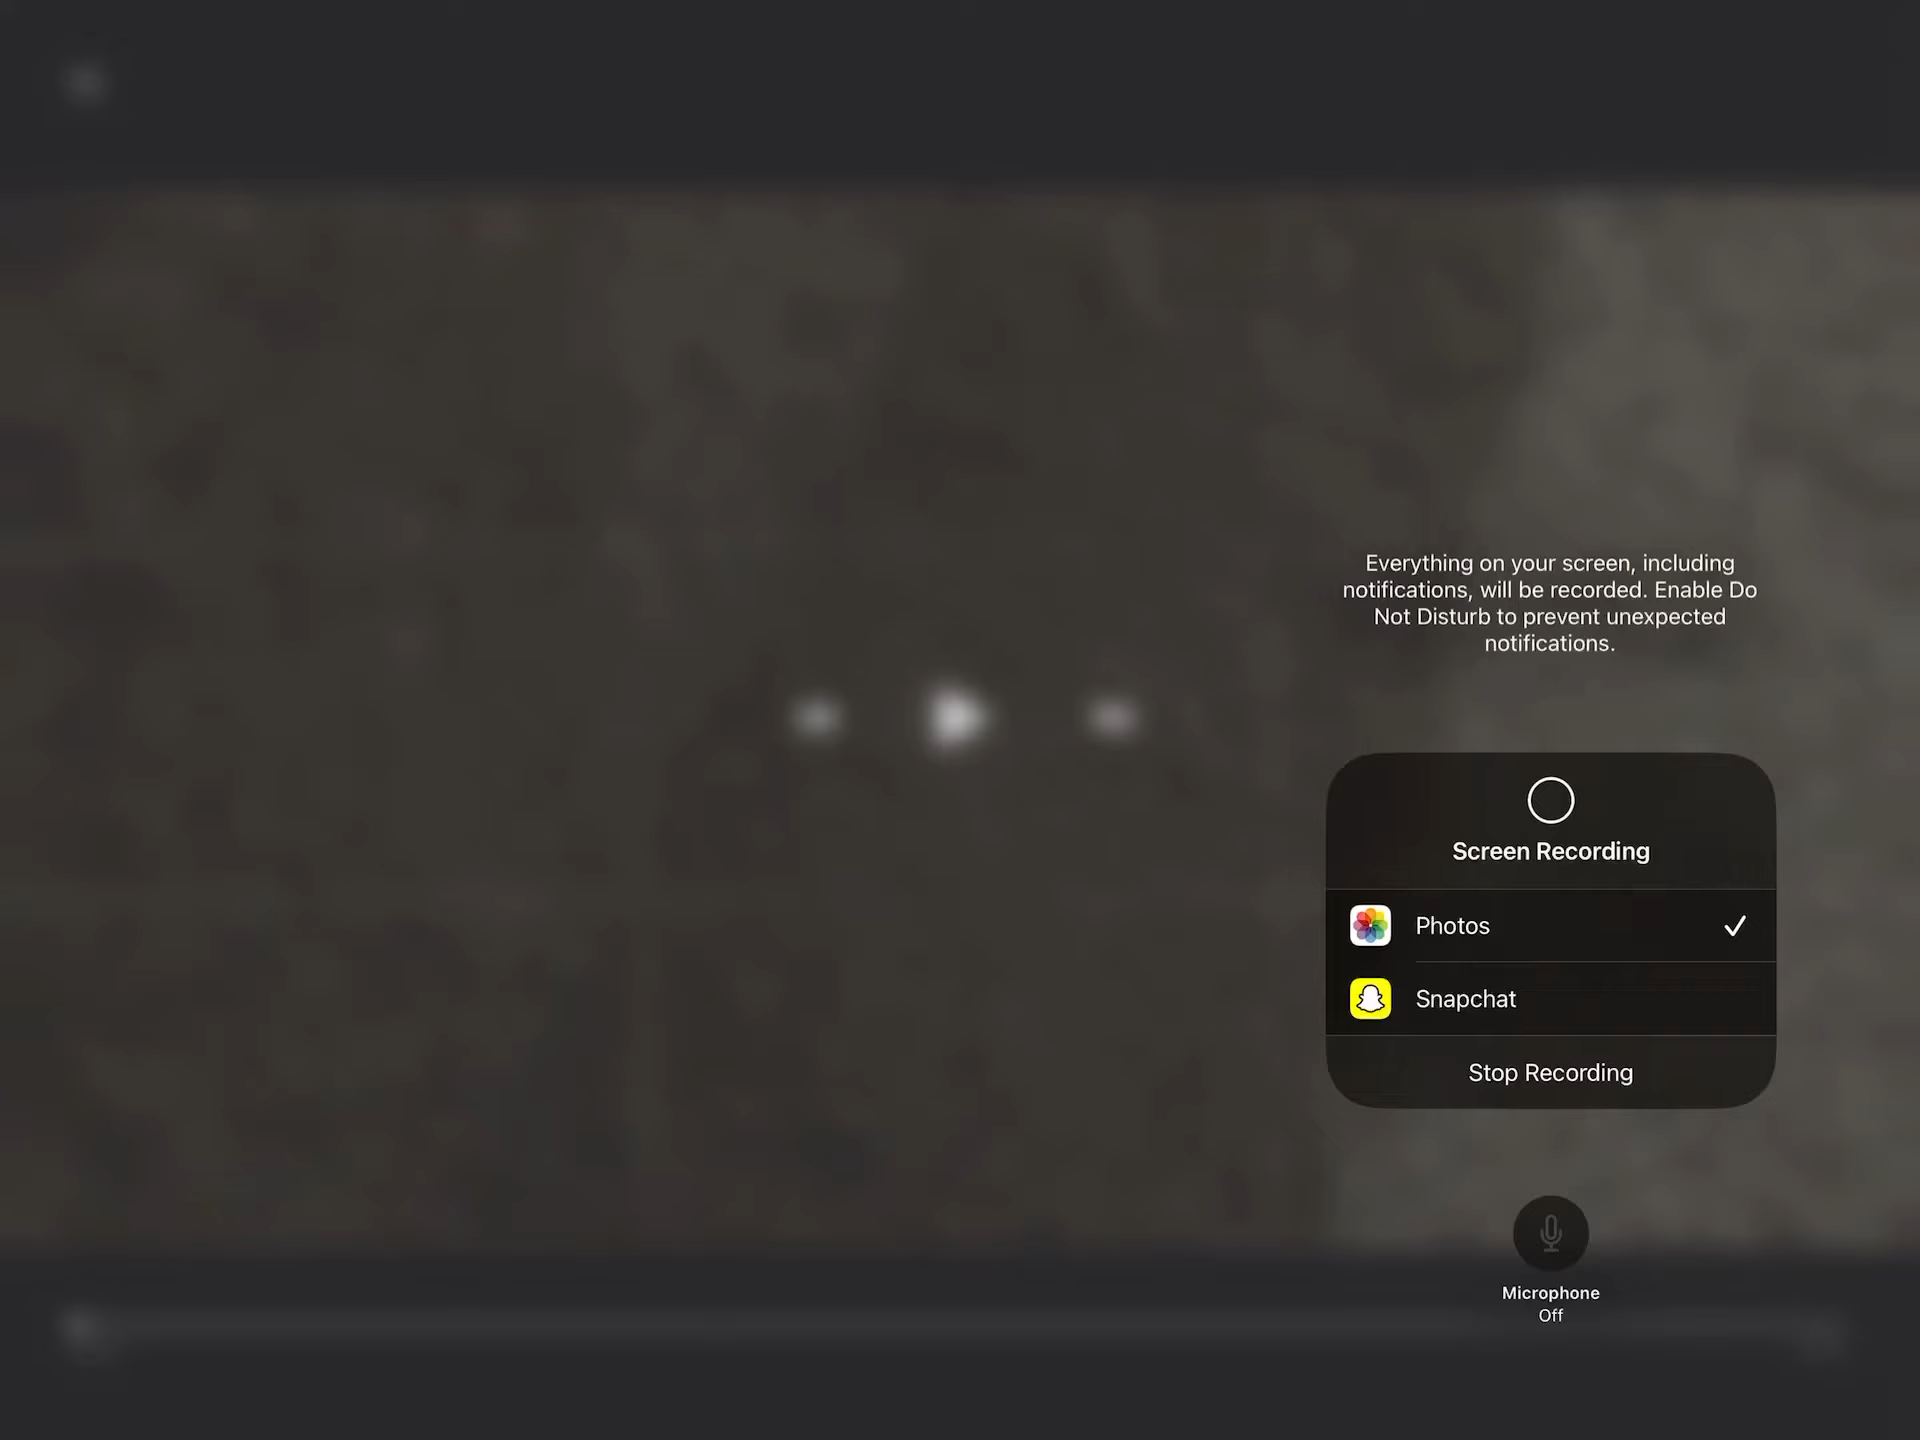 Everything on your screen, including
notifications, will be recorded. Enable Do
Not Disturb to prevent unexpected
notifications.
Screen Recording
Photos
Snapchat
Stop Recording
Microphone
Off